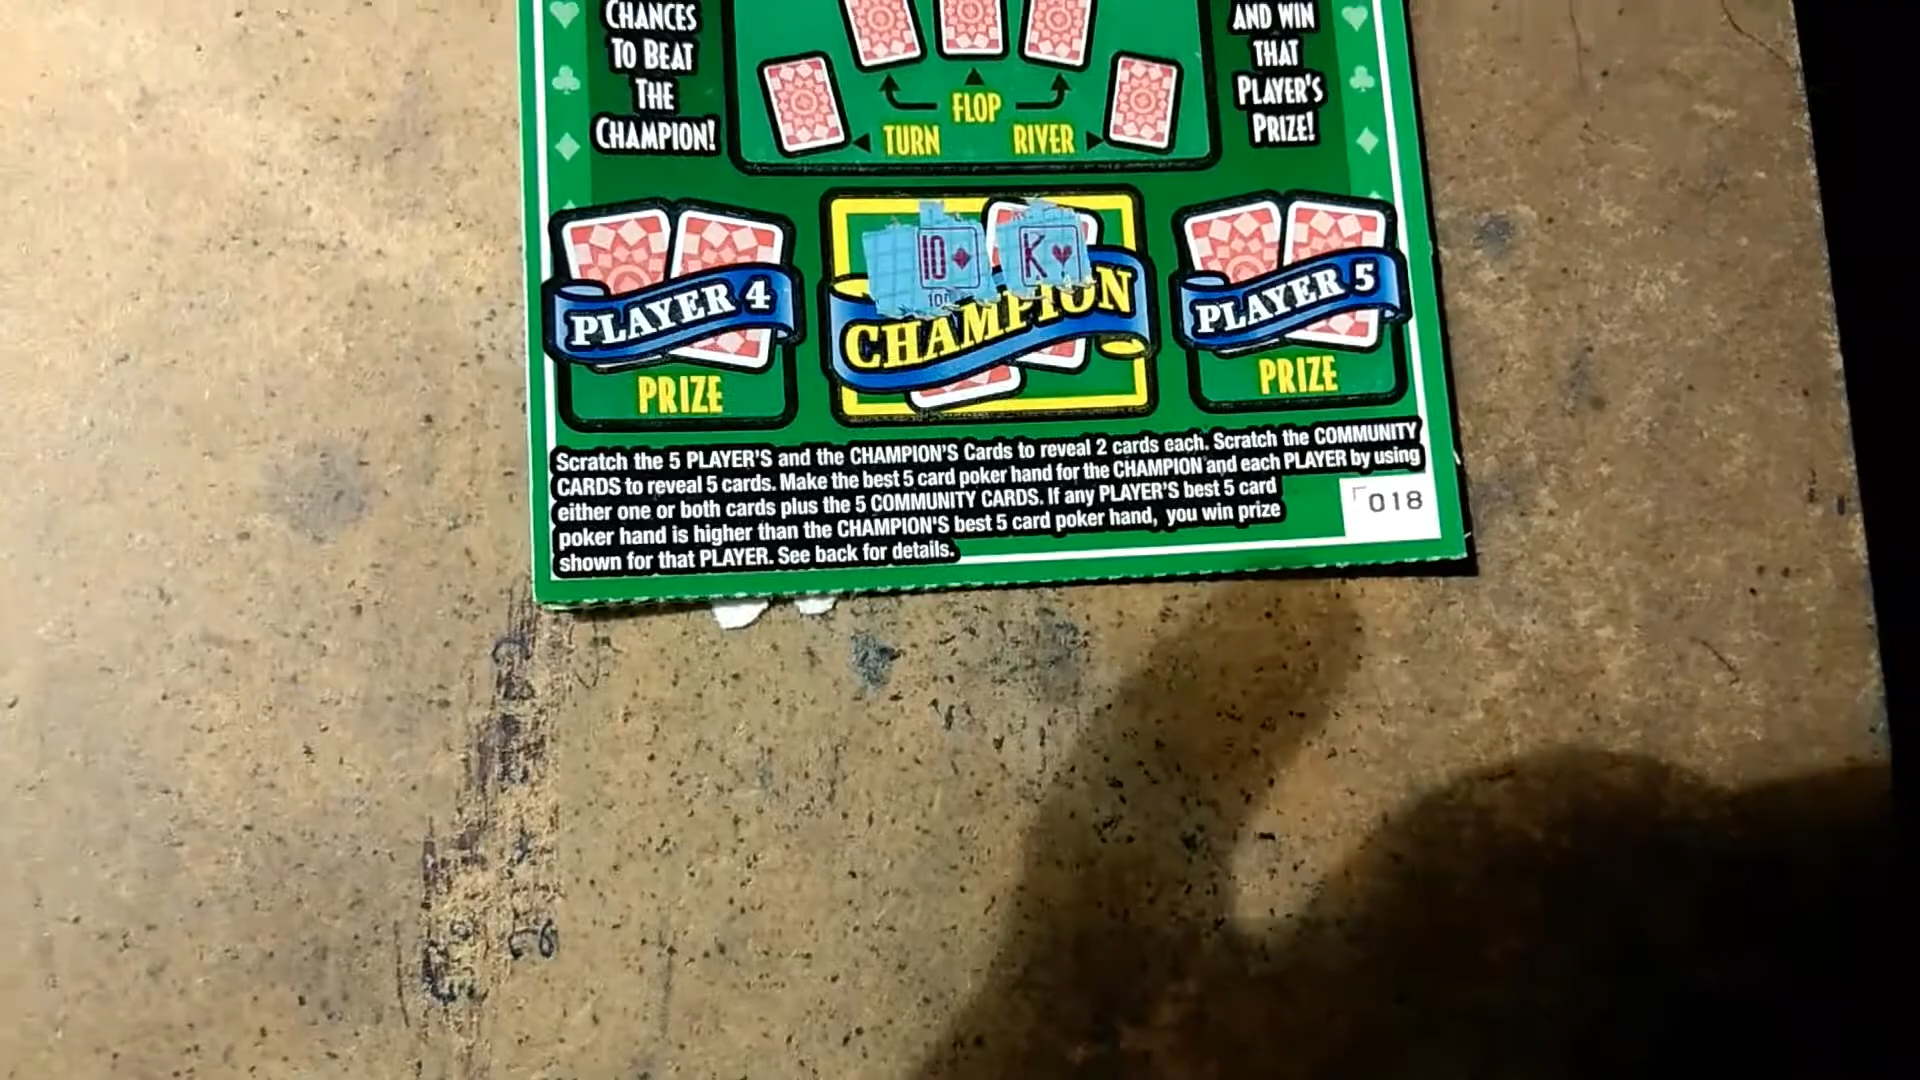 CHANCES
TO BEAT
THE
CHAMPION!
FLOP
TURN
RIVER
AND WIN
THAT
PLAYER'S
PRIZE!
PLAYER 4
PRIZE
10♦
K♥
CHAMPION
PLAYER 5
PRIZE
Scratch the 5 PLAYER'S and the CHAMPION'S Cards to reveal 2 cards each. Scratch the COMMUNITY
CARDS to reveal 5 cards. Make the best 5 card poker hand for the CHAMPION and each PLAYER by using
either one or both cards plus the 5 COMMUNITY CARDS. If any PLAYER'S best 5 card
poker hand is higher than the CHAMPION'S best 5 card poker hand, you win prize
shown for that PLAYER. See back for details.
018